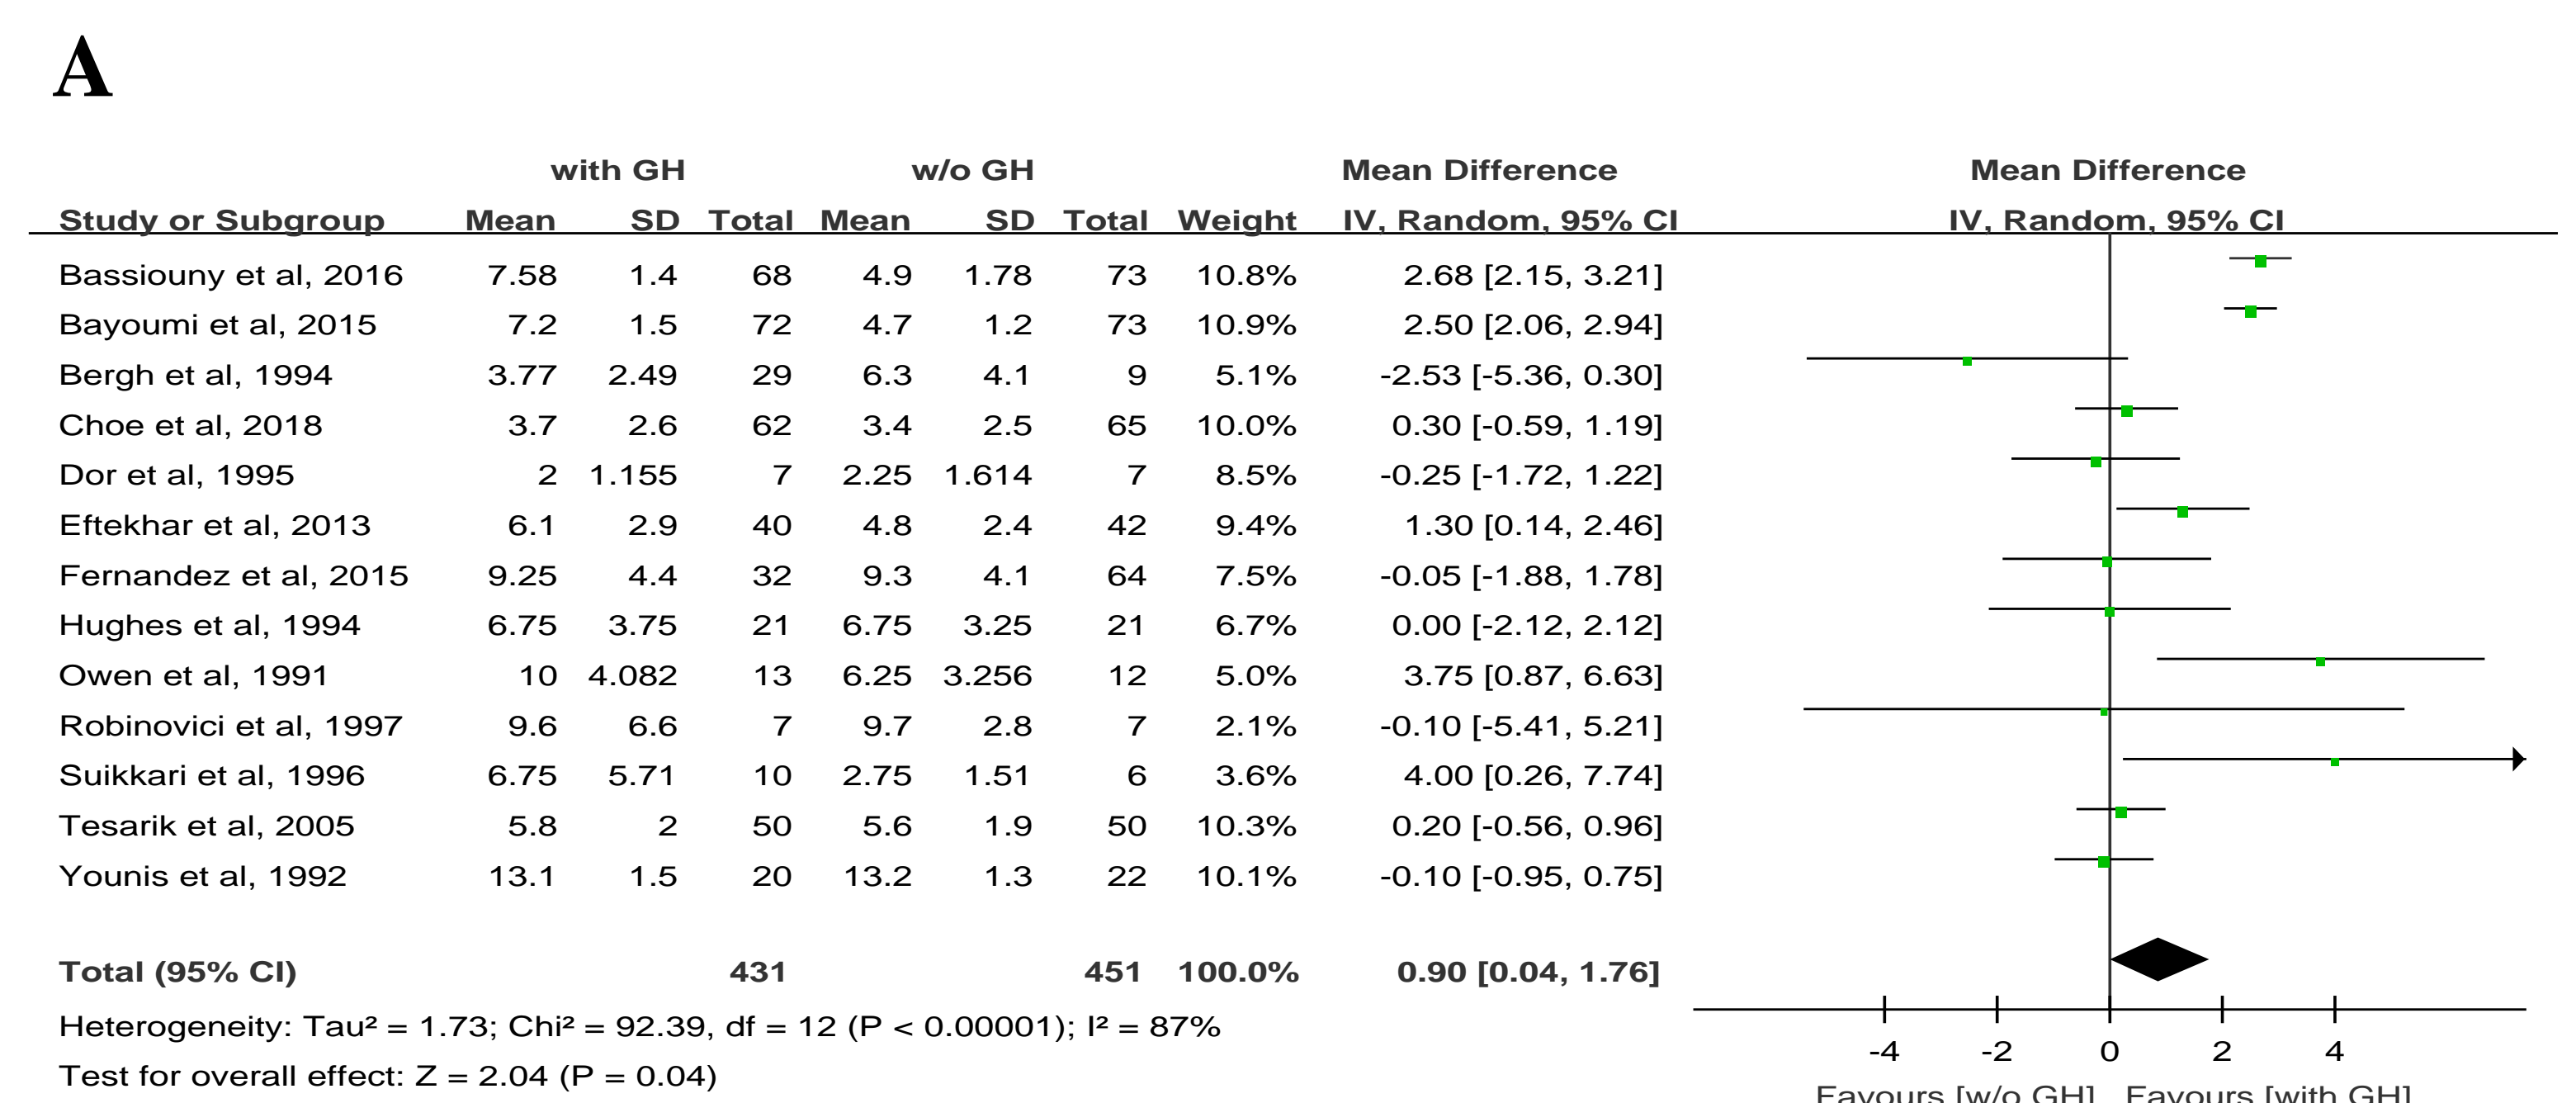 A
with GH w/o GH Mean Difference Mean Difference
Study or Subgroup Mean SD Total Mean SD Total Weight IV, Random, 95% CI IV, Random, 95% CI
Bassiouny et al, 2016 7.58 1.4 68 4.9 1.78 73 10.8% 2.68 [2.15, 3.21]
Bayoumi et al, 2015 7.2 1.5 72 4.7 1.2 73 10.9% 2.50 [2.06, 2.94]
Bergh et al, 1994 3.77 2.49 29 6.3 4.1 9 5.1% -2.53 [-5.36, 0.30]
Choe et al, 2018 3.7 2.6 62 3.4 2.5 65 10.0% 0.30 [-0.59, 1.19]
Dor et al, 1995 2 1.155 7 2.25 1.614 7 8.5% -0.25 [-1.72, 1.22]
Eftekhar et al, 2013 6.1 2.9 40 4.8 2.4 42 9.4% 1.30 [0.14, 2.46]
Fernandez et al, 2015 9.25 4.4 32 9.3 4.1 64 7.5% -0.05 [-1.88, 1.78]
Hughes et al, 1994 6.75 3.75 21 6.75 3.25 21 6.7% 0.00 [-2.12, 2.12]
Owen et al, 1991 10 4.082 13 6.25 3.256 12 5.0% 3.75 [0.87, 6.63]
Robinovici et al, 1997 9.6 6.6 7 9.7 2.8 7 2.1% -0.10 [-5.41, 5.21]
Suikkari et al, 1996 6.75 5.71 10 2.75 1.51 6 3.6% 4.00 [0.26, 7.74]
Tesarik et al, 2005 5.8 2 50 5.6 1.9 50 10.3% 0.20 [-0.56, 0.96]
Younis et al, 1992 13.1 1.5 20 13.2 1.3 22 10.1% -0.10 [-0.95, 0.75]
Total (95% CI) 431 451 100.0% 0.90 [0.04, 1.76]
Heterogeneity: Tau² = 1.73; Chi² = 92.39, df = 12 (P < 0.00001); I² = 87%
Test for overall effect: Z = 2.04 (P = 0.04)
-4 -2 0 2 4
Favours [w/o GH] Favours [with GH]